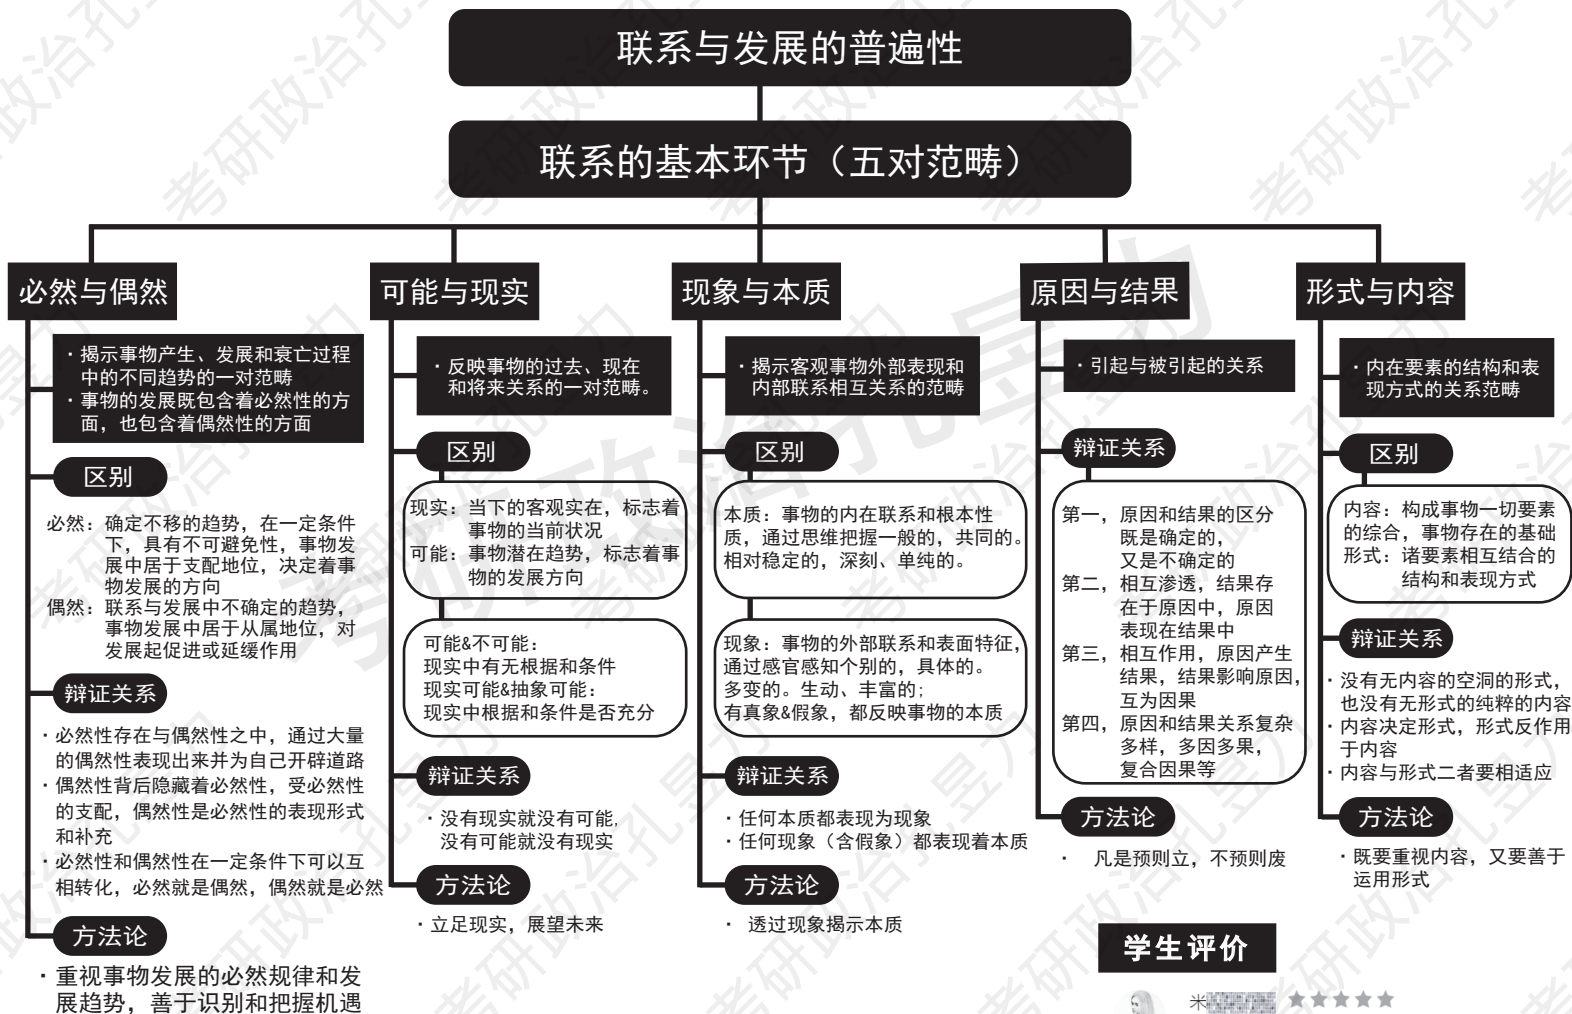 联系与发展的普遍性
联系的基本环节（五对范畴）
必然与偶然
·揭示事物产生、发展和衰亡过程
中的不同趋势的一对范畴
·事物的发展既包含着必然性的方
面，也包含着偶然性的方面
区别
必然：确定不移的趋势，在一定条件
下，具有不可避免性，事物发
展中居于支配地位，决定着事
物发展的方向
偶然：联系与发展中不确定的趋势，
事物发展中居于从属地位，对
发展起促进或延缓作用
辩证关系
·必然性存在与偶然性之中，通过大量
的偶然性表现出来并为自己开辟道路
·偶然性背后隐藏着必然性，受必然性
的支配，偶然性是必然性的表现形式
和补充
·必然性和偶然性在一定条件下可以互
相转化，必然就是偶然，偶然就是必然
方法论
·重视事物发展的必然规律和发
展趋势，善于识别和把握机遇
可能与现实
·反映事物的过去、现在
和将来关系的一对范畴。
区别
现实：当下的客观实在，标志着
事物的当前状况
可能：事物潜在趋势，标志着事
物的发展方向
可能&不可能：
现实中有无根据和条件
现实可能&抽象可能：
现实中根据和条件是否充分
辩证关系
·没有现实就没有可能，
没有可能就没有现实
方法论
·立足现实，展望未来
现象与本质
·揭示客观事物外部表现和
内部联系相互关系的范畴
区别
本质：事物的内在联系和根本性
质，通过思维把握一般的，共同的。
相对稳定的，深刻、单纯的。
现象：事物的外部联系和表面特征，
通过感官感知个别的，具体的。
多变的。生动、丰富的；
有真象&假象，都反映事物的本质
辩证关系
·任何本质都表现为现象
·任何现象（含假象）都表现着本质
方法论
· 透过现象揭示本质
原因与结果
·引起与被引起的关系
辩证关系
第一，原因和结果的区分
既是确定的，
又是不确定的
第二，相互渗透，结果存
在于原因中，原因
表现在结果中
第三，相互作用，原因产生
结果，结果影响原因，
互为因果
第四，原因和结果关系复杂
多样，多因多果，
复合因果等
方法论
· 凡是预则立，不预则废
形式与内容
·内在要素的结构和表
现方式的关系范畴
区别
内容：构成事物一切要素
的综合，事物存在的基础
形式：诸要素相互结合的
结构和表现方式
辩证关系
·没有无内容的空洞的形式，
也没有无形式的纯粹的内容
·内容决定形式，形式反作用
于内容
·内容与形式二者要相适应
方法论
·既要重视内容，又要善于
运用形式
学生评价
米
考研政治孔昱力